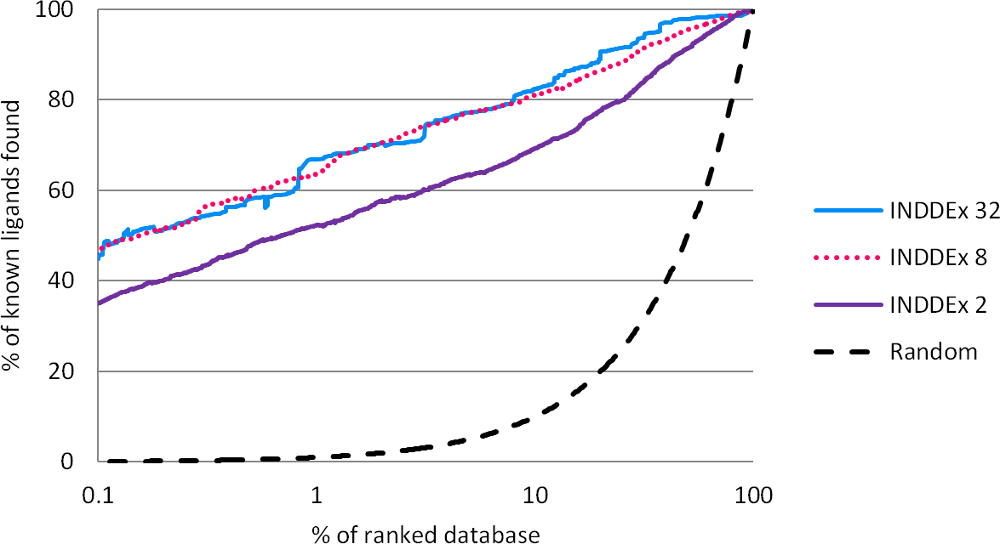 % of known ligands found
100
80
60
40
20
0
0.1
1
10
100
% of ranked database
INDDEx 32
INDDEx 8
INDDEx 2
Random